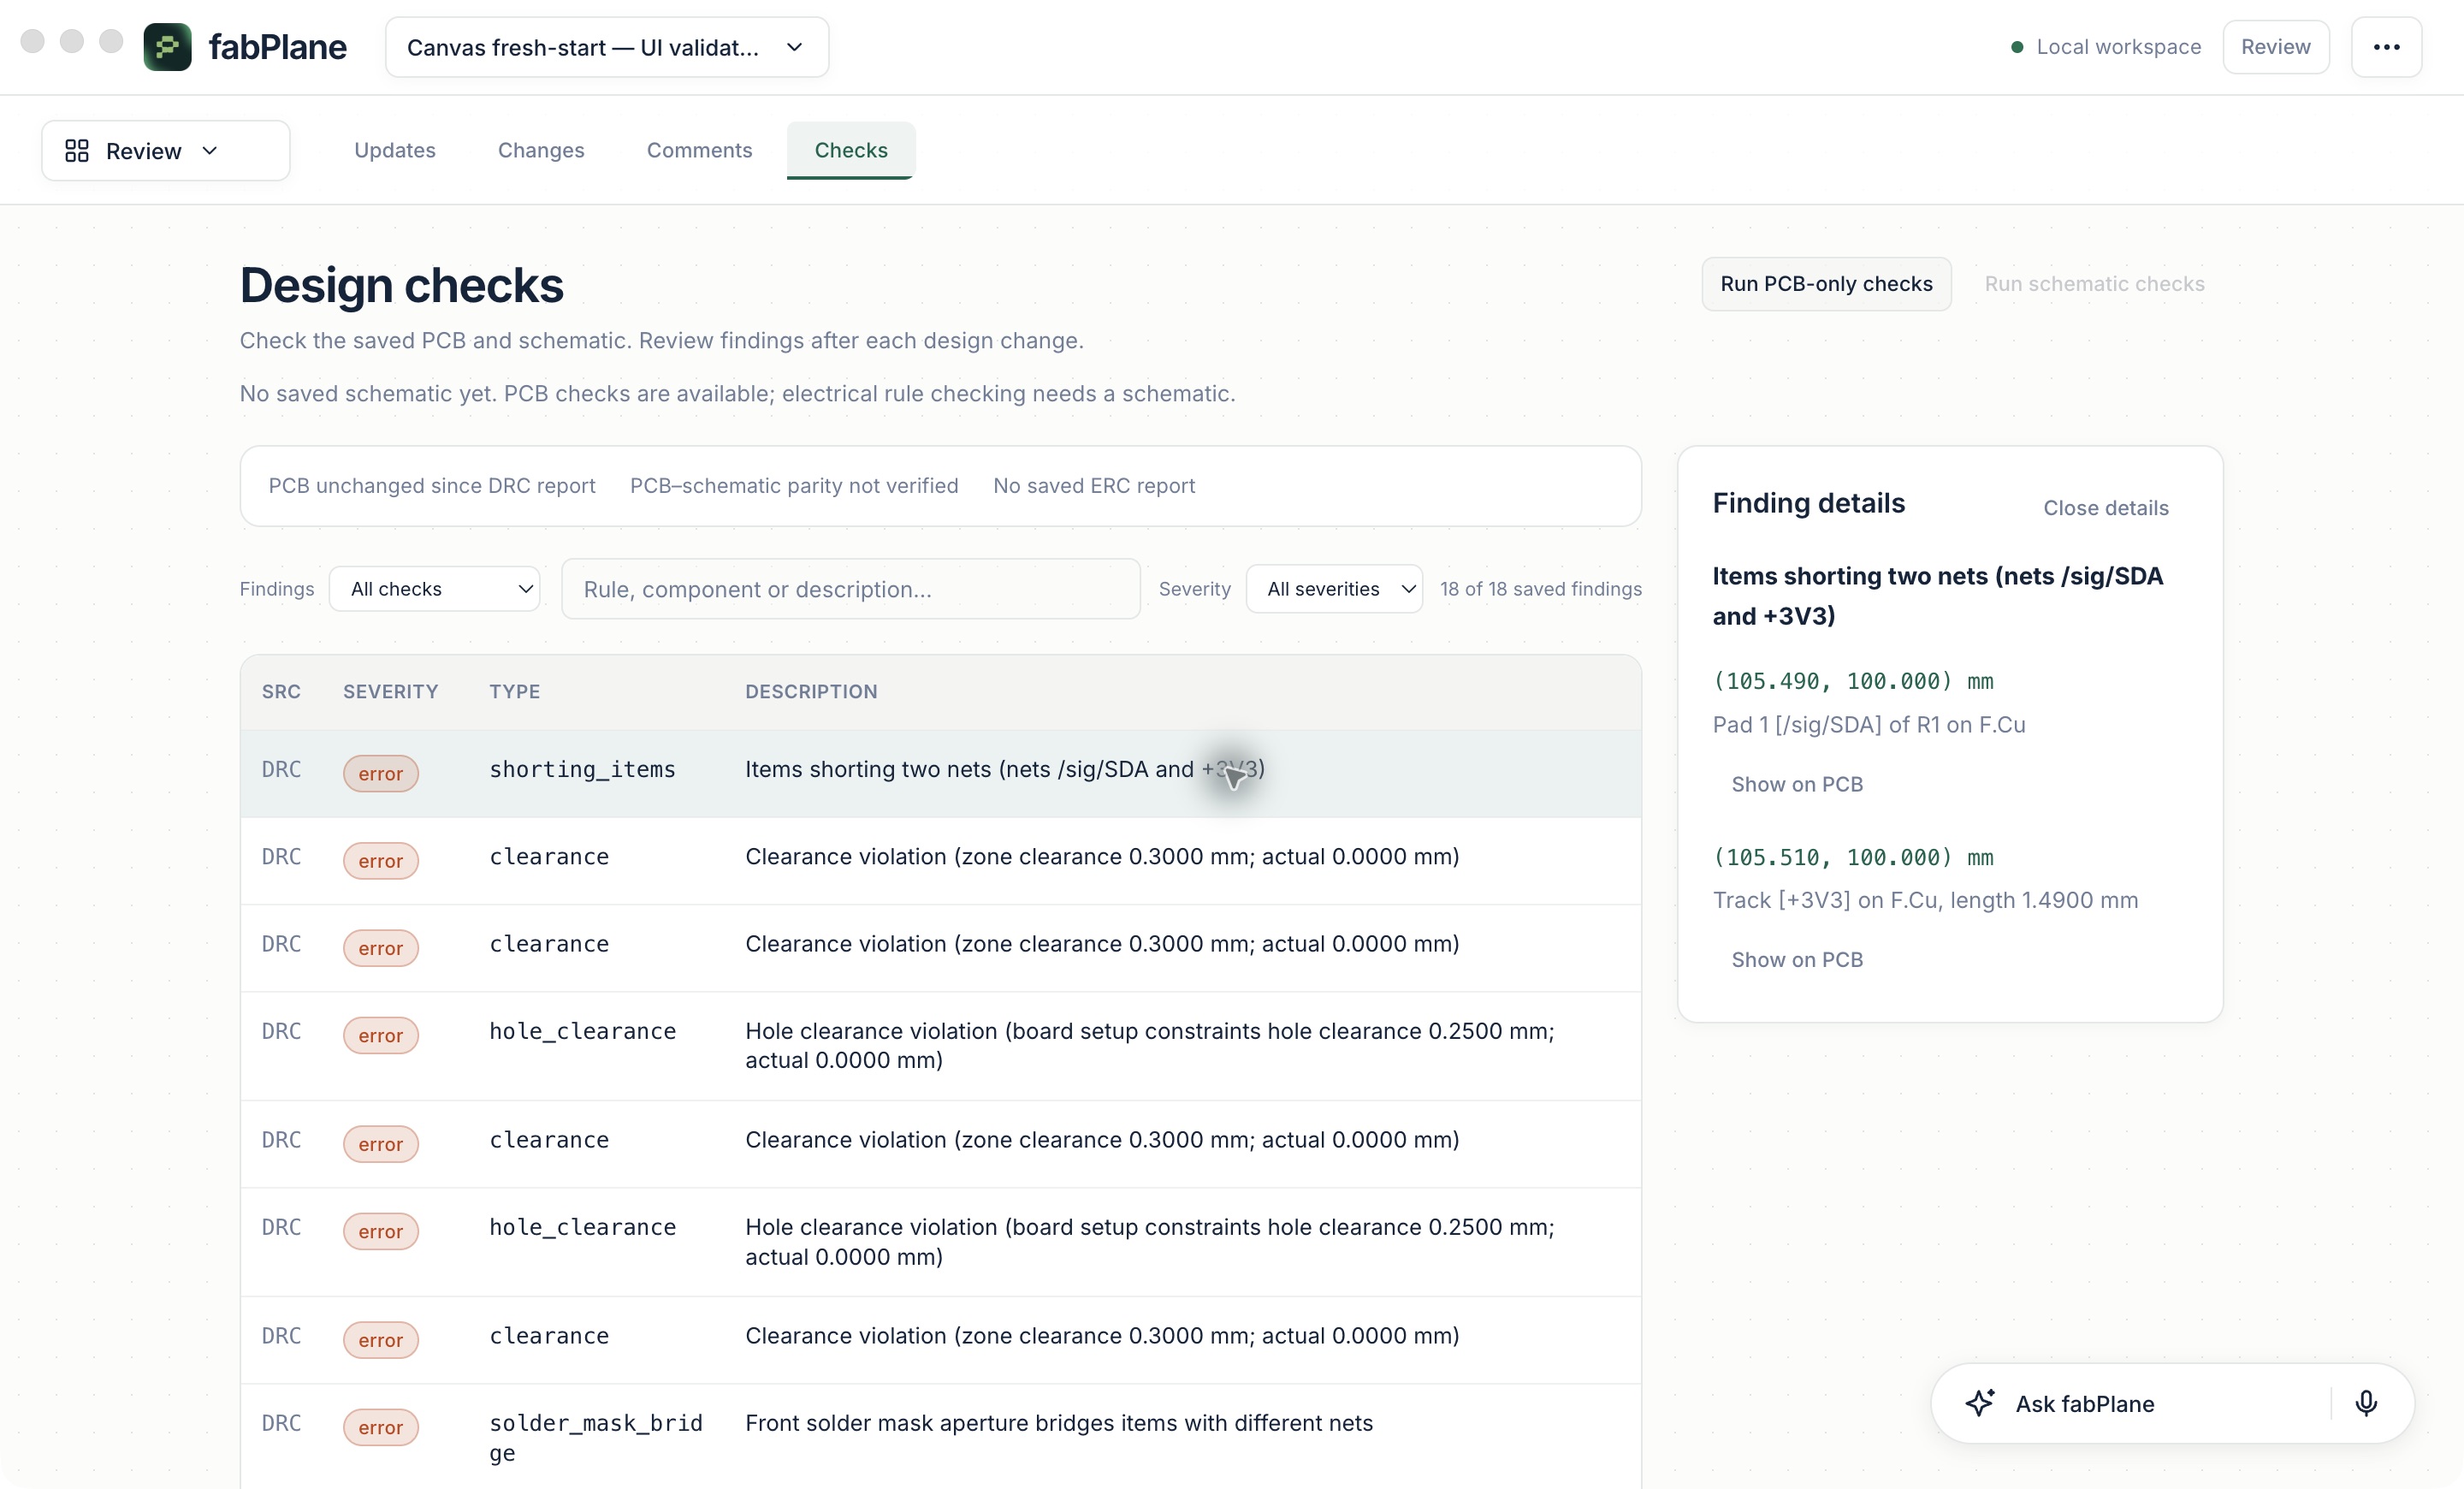 fabPlane
Canvas fresh-start — UI validat...
Local workspace
Review
Review
Updates
Changes
Comments
Checks
Design checks
Run PCB-only checks
Run schematic checks
Check the saved PCB and schematic. Review findings after each design change.
No saved schematic yet. PCB checks are available; electrical rule checking needs a schematic.
PCB unchanged since DRC report
PCB–schematic parity not verified
No saved ERC report
Findings
All checks
Rule, component or description...
Severity
All severities
18 of 18 saved findings
SRC SEVERITY TYPE DESCRIPTION
DRC error shorting_items Items shorting two nets (nets /sig/SDA and +3V3)
DRC error clearance Clearance violation (zone clearance 0.3000 mm; actual 0.0000 mm)
DRC error clearance Clearance violation (zone clearance 0.3000 mm; actual 0.0000 mm)
DRC error hole_clearance Hole clearance violation (board setup constraints hole clearance 0.2500 mm;
actual 0.0000 mm)
DRC error clearance Clearance violation (zone clearance 0.3000 mm; actual 0.0000 mm)
DRC error hole_clearance Hole clearance violation (board setup constraints hole clearance 0.2500 mm;
actual 0.0000 mm)
DRC error clearance Clearance violation (zone clearance 0.3000 mm; actual 0.0000 mm)
DRC error solder_mask_brid Front solder mask aperture bridges items with different nets
ge
Finding details
Close details
Items shorting two nets (nets /sig/SDA
and +3V3)
(105.490, 100.000) mm
Pad 1 [/sig/SDA] of R1 on F.Cu
Show on PCB
(105.510, 100.000) mm
Track [+3V3] on F.Cu, length 1.4900 mm
Show on PCB
Ask fabPlane